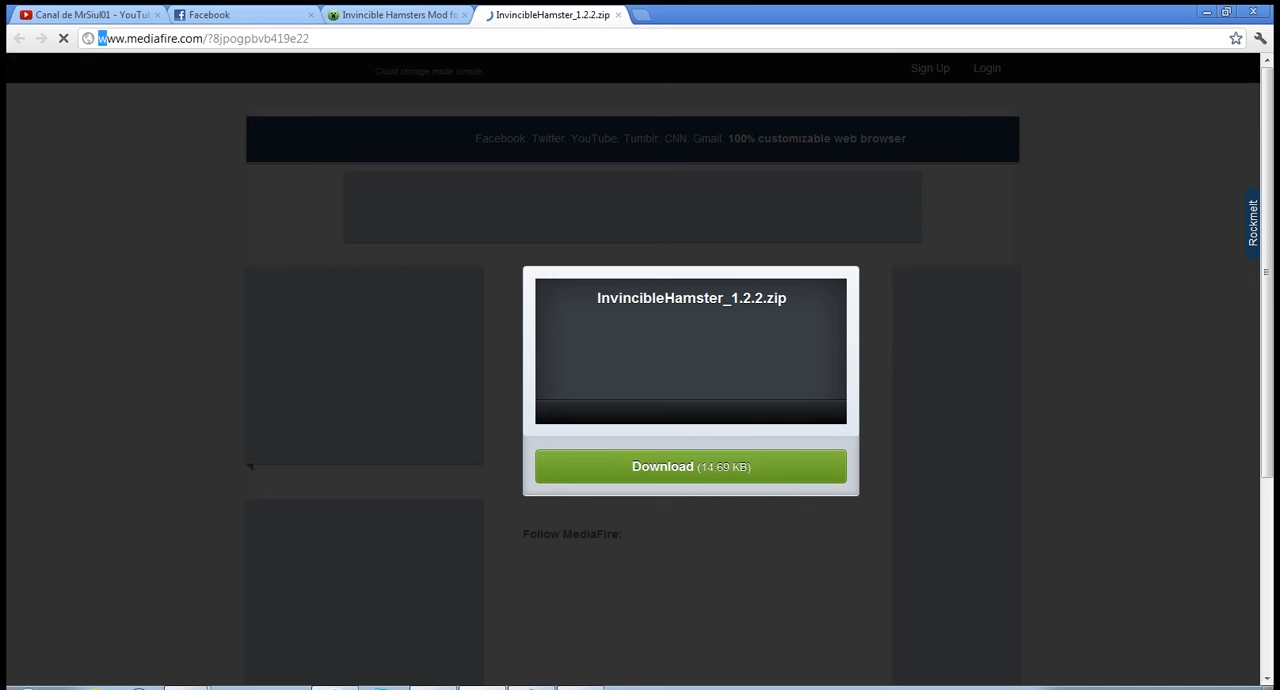 Canal de MrSiul01 - YouTub
Facebook
Invincible Hamsters Mod fo
InvincibleHamster_1.2.2.zip
www.mediafire.com/?8jpogpbvb419e22
Cloud storage made simple
Sign Up
Login
Facebook. Twitter. YouTube. Tumblr. CNN. Gmail. 100% customizable web browser
Rockmelt
InvincibleHamster_1.2.2.zip
Download (14.69 KB)
Follow MediaFire: